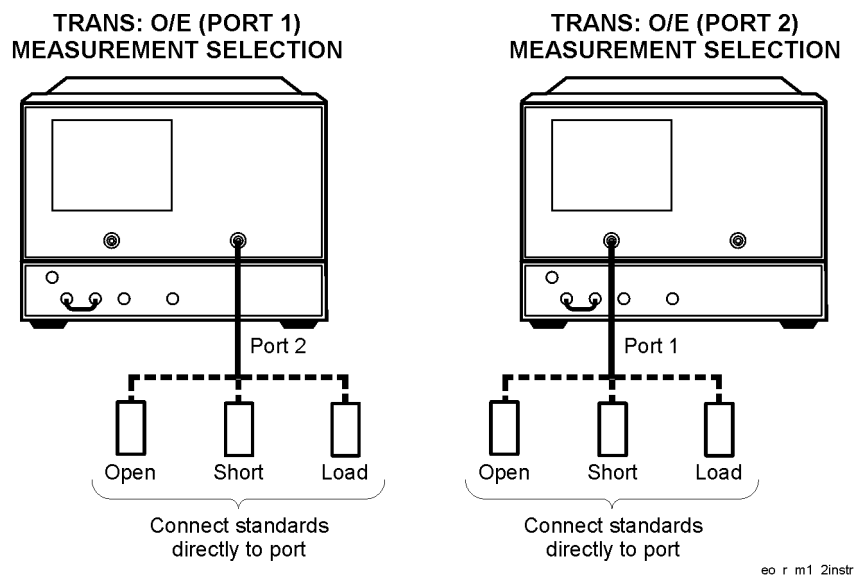 TRANS: O/E (PORT 1)
MEASUREMENT SELECTION
Port 2
Open Short Load
Connect standards
directly to port
TRANS: O/E (PORT 2)
MEASUREMENT SELECTION
Port 1
Open Short Load
Connect standards
directly to port
eo r m1 2instr